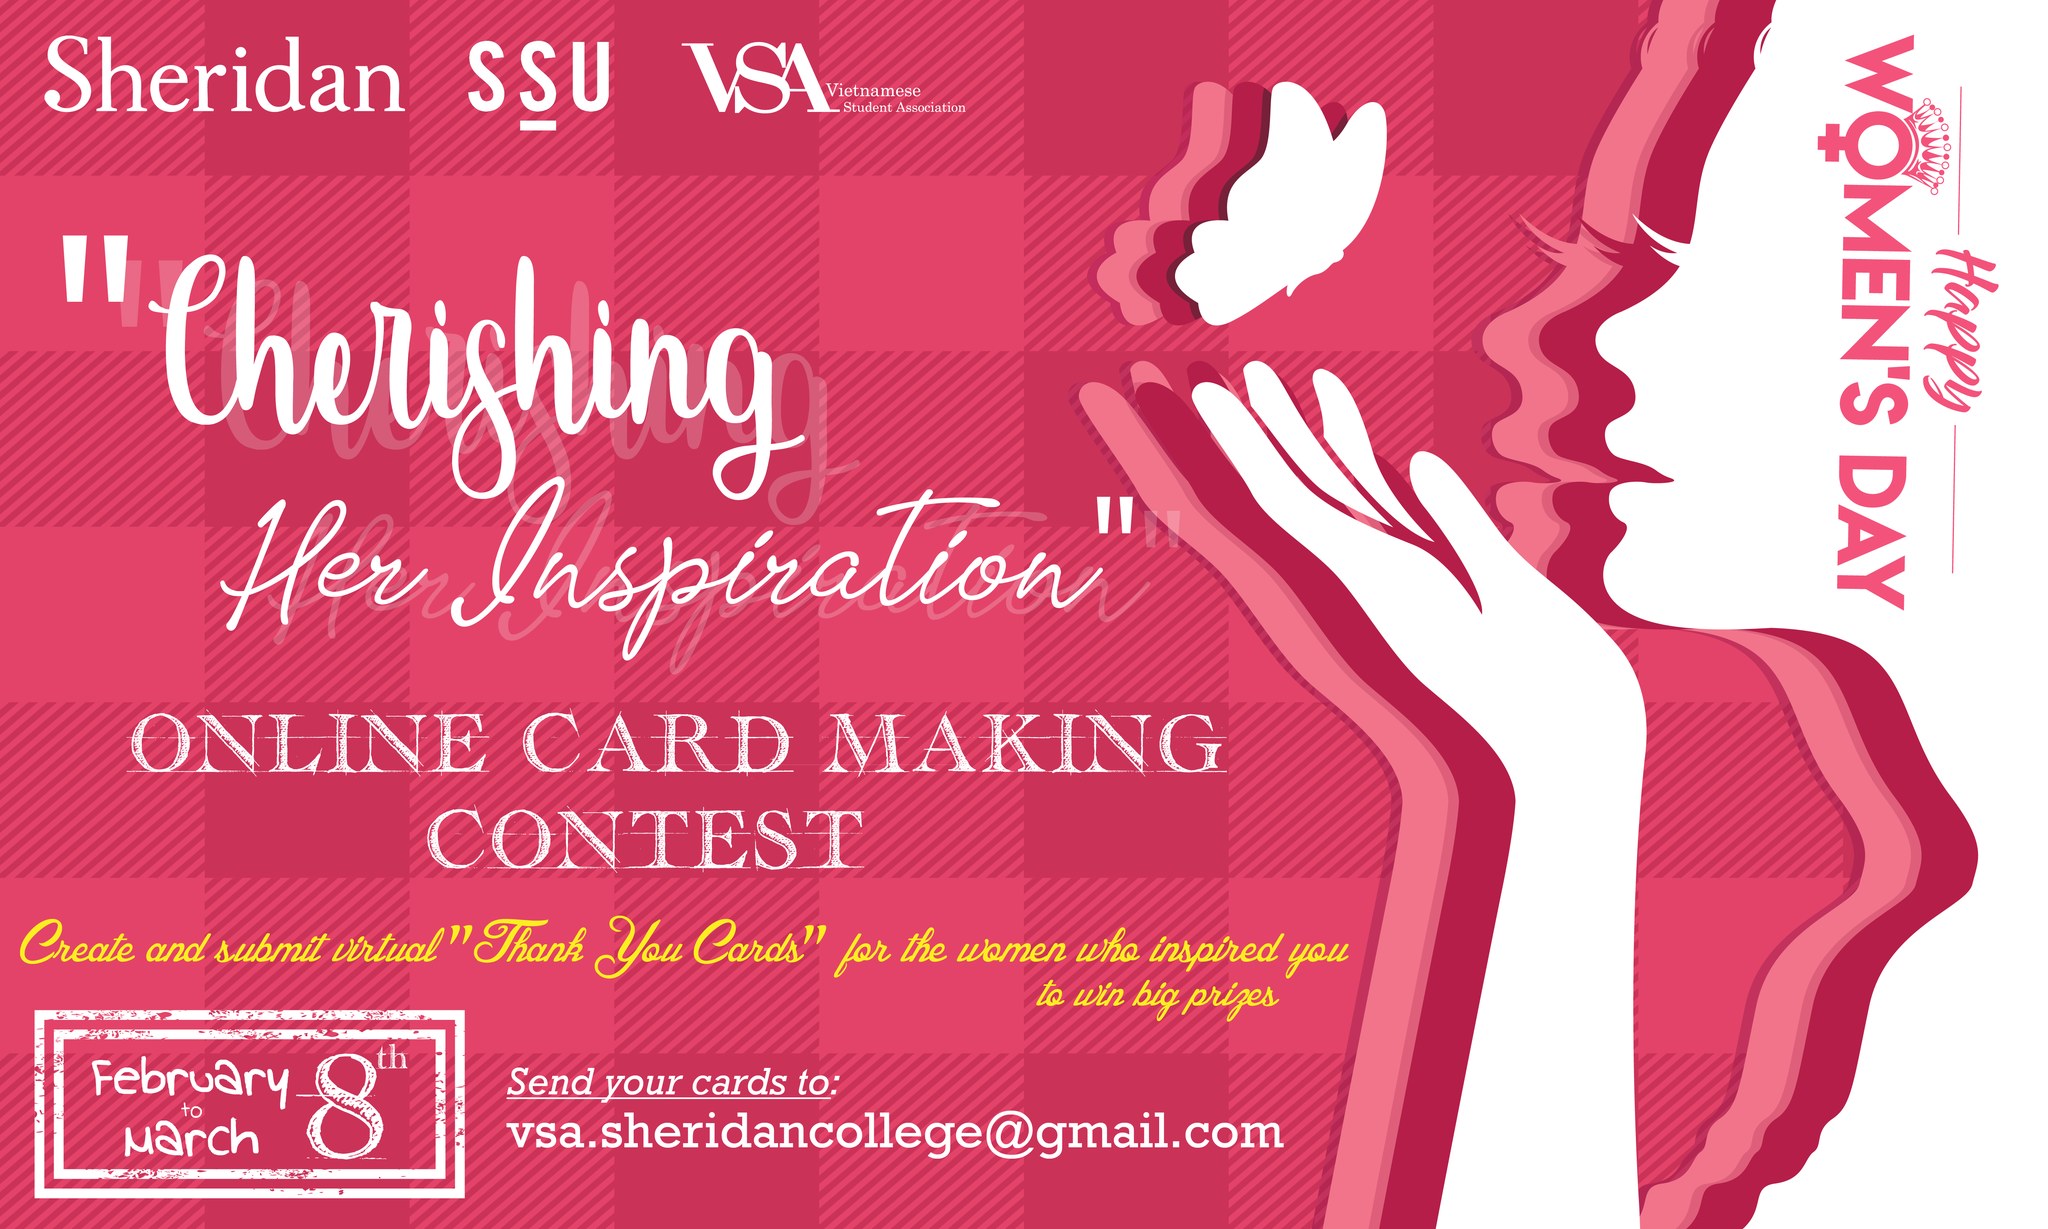 Sheridan
SSU
VSA Vietnamese
Student Association
"Cherishing
Her Inspiration"
ONLINE CARD MAKING
CONTEST
Create and submit virtual "Thank You Cards" for the women who inspired you
to win big prizes
February
to
March
8th
Send your cards to:
vsa.sheridancollege@gmail.com
Happy
WOMEN'S DAY